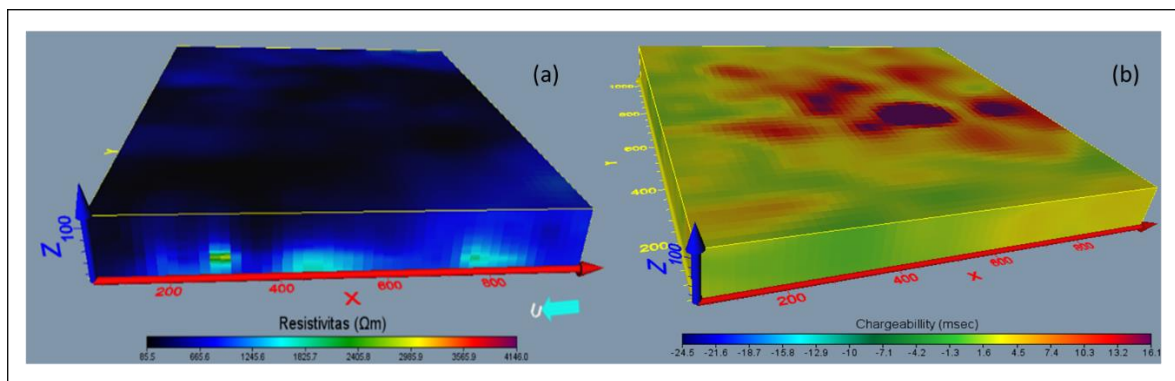 (a)
Y
Z
100
200 400 X 600 800
U
Resistivitas (Ωm)
85.5 665.6 1245.6 1825.7 2405.8 2985.9 3565.9 4146.0
(b)
1000
800
Y
600
400
200
Z
100
200 400 X 600 800
Chargeabillity (msec)
-24.5 -21.6 -18.7 -15.8 -12.9 -10 -7.1 -4.2 -1.3 1.6 4.5 7.4 10.3 13.2 16.1